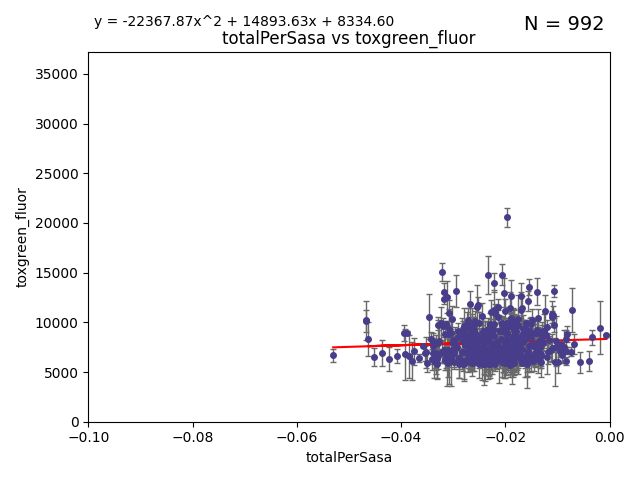 y = -22367.87x^2 + 14893.63x + 8334.60
N = 992
totalPerSasa vs toxgreen_fluor
toxgreen_fluor
35000
30000
25000
20000
15000
10000
5000
0
−0.10
−0.08
−0.06
−0.04
−0.02
0.00
totalPerSasa